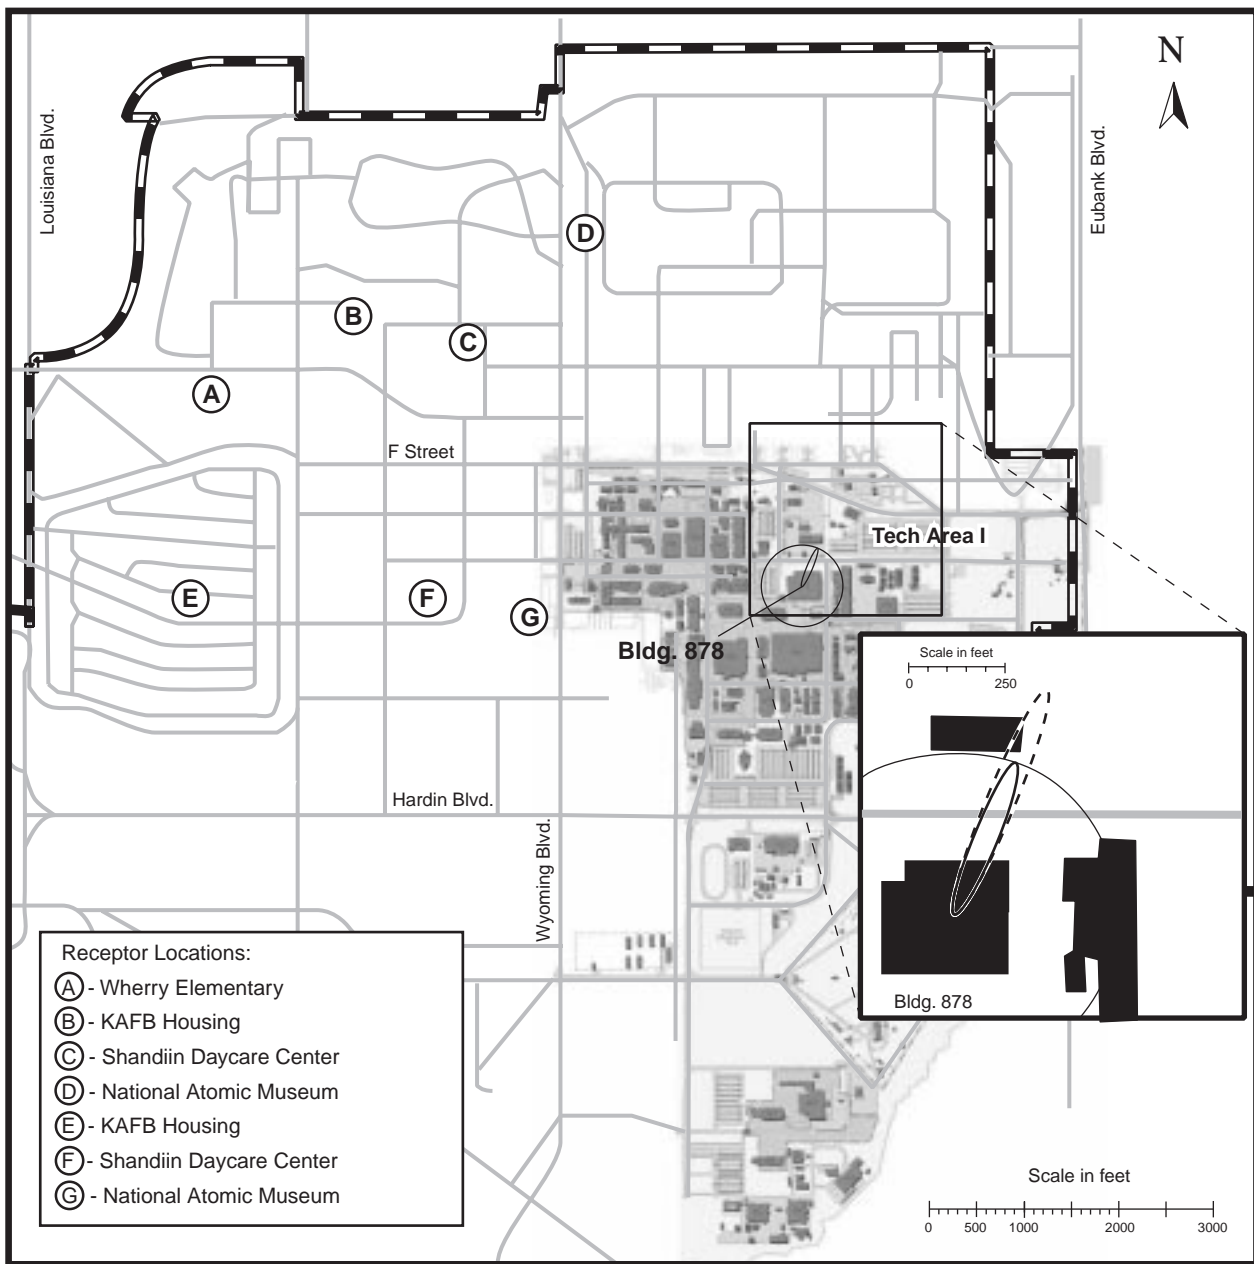 N
Louisiana Blvd.
Eubank Blvd.
D
B
C
A
F Street
Tech Area I
E
F
G
Bldg. 878
Scale in feet
0 250
Hardin Blvd.
Wyoming Blvd.
Bldg. 878
Receptor Locations:
A - Wherry Elementary
B - KAFB Housing
C - Shandiin Daycare Center
D - National Atomic Museum
E - KAFB Housing
F - Shandiin Daycare Center
G - National Atomic Museum
Scale in feet
0 500 1000 2000 3000